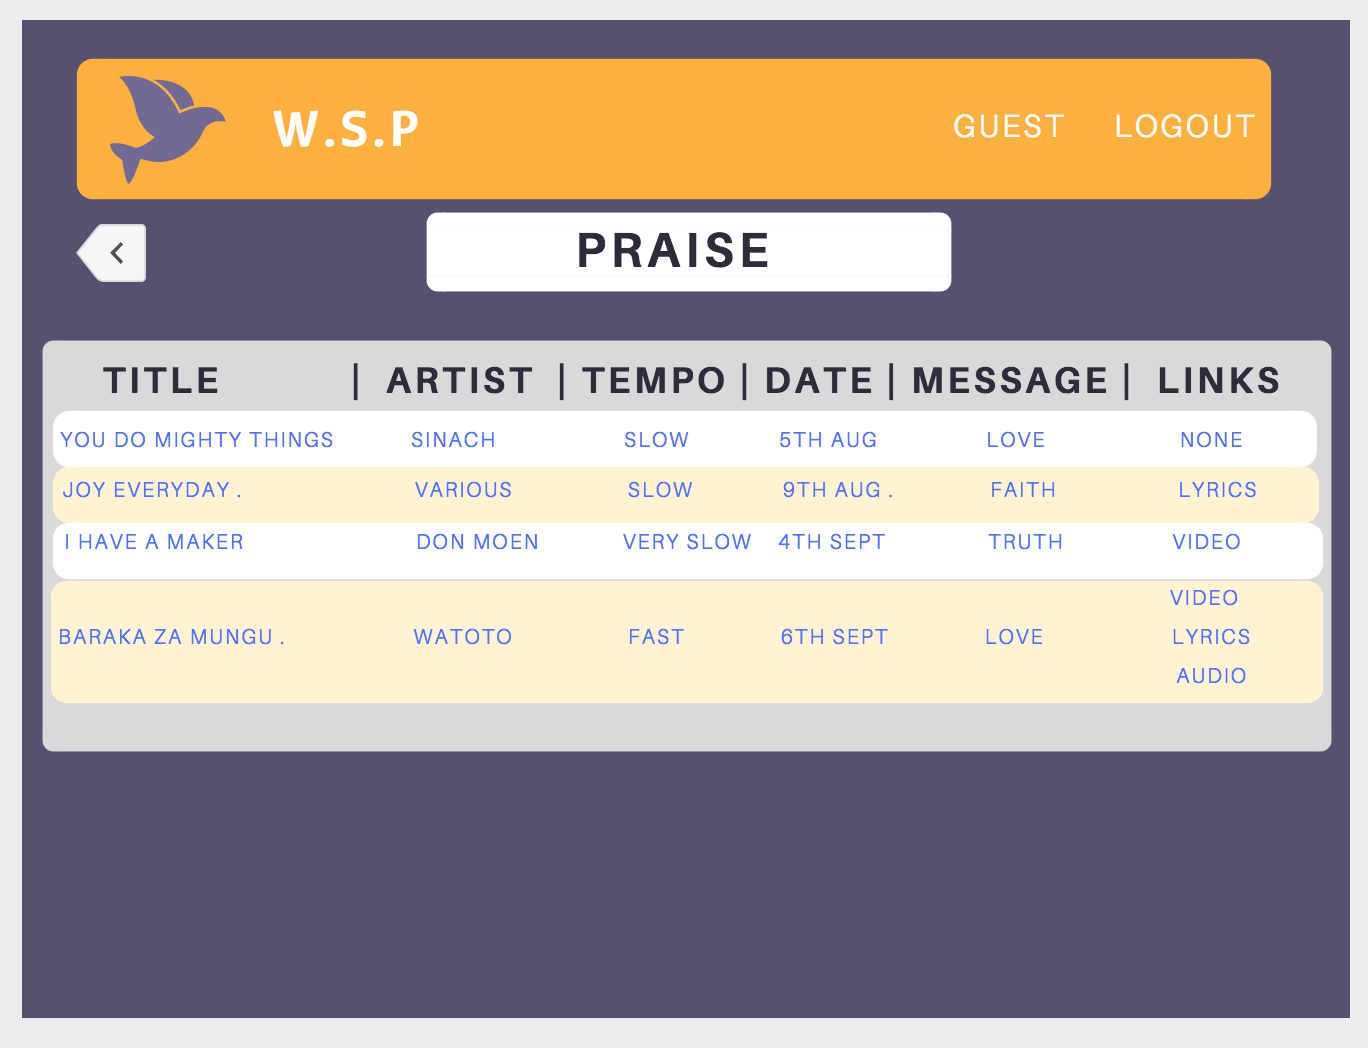 W.S.P GUEST LOGOUT
PRAISE
TITLE | ARTIST | TEMPO | DATE | MESSAGE | LINKS
YOU DO MIGHTY THINGS SINACH SLOW 5TH AUG LOVE NONE
JOY EVERYDAY . VARIOUS SLOW 9TH AUG . FAITH LYRICS
I HAVE A MAKER DON MOEN VERY SLOW 4TH SEPT TRUTH VIDEO
VIDEO
BARAKA ZA MUNGU . WATOTO FAST 6TH SEPT LOVE LYRICS
AUDIO